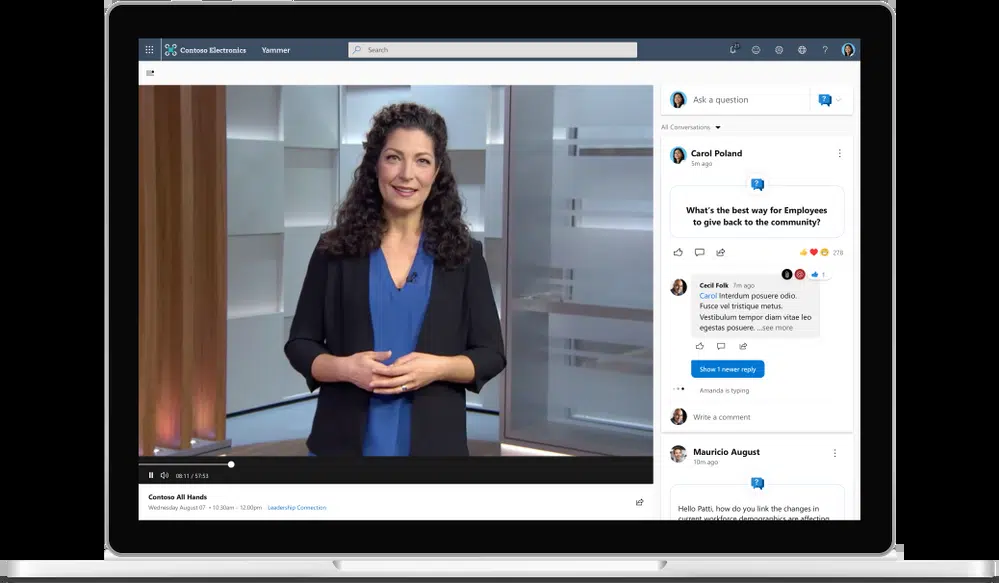 Contoso Electronics Yammer Search ?
Ask a question ?
All Conversations
Carol Poland
5m ago
?
What's the best way for Employees
to give back to the community?
278
Cecil Folk 7m ago 1
Carol Interdum posuere odio.
Fusce vel tristique metus.
Vestibulum tempor diam vitae leo
egestas posuere. ...see more
Show 1 newer reply
Amanda is typing
Write a comment
Mauricio August
10m ago
?
Hello Patti, how do you link the changes in
current workforce demographics are affecting
08:11 / 57:53
Contoso All Hands
Wednesday August 07 • 10:30am - 12:00pm Leadership Connection